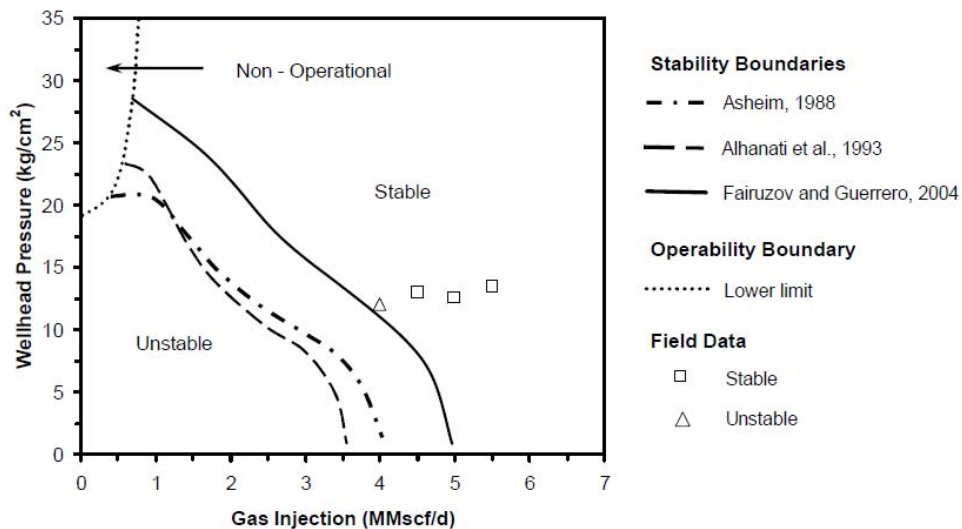 35
30
25
20
15
10
5
0
Wellhead Pressure (kg/cm²)
Non - Operational
Stable
Unstable
0 1 2 3 4 5 6 7
Gas Injection (MMscf/d)
Stability Boundaries
Asheim, 1988
Alhanati et al., 1993
Fairuzov and Guerrero, 2004
Operability Boundary
Lower limit
Field Data
Stable
Unstable